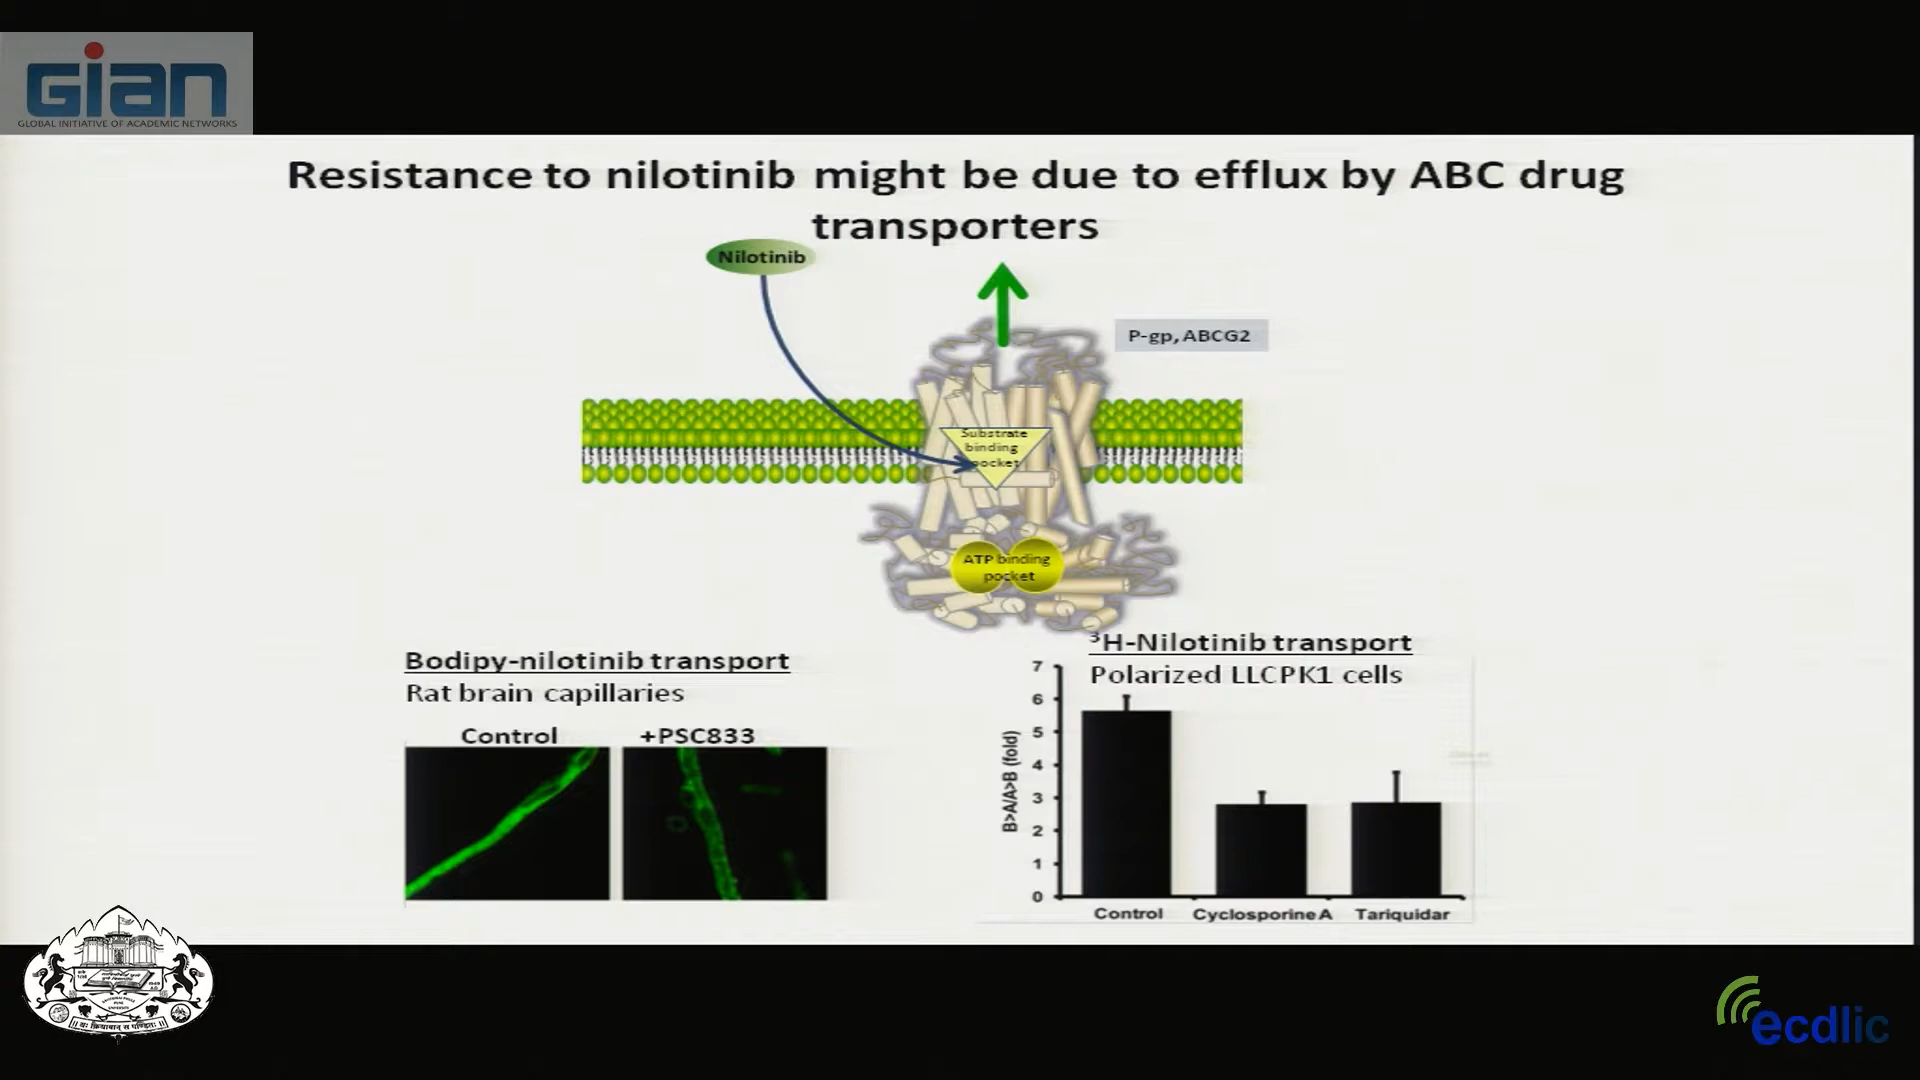 Gian
GLOBAL INITIATIVE OF ACADEMIC NETWORKS
Resistance to nilotinib might be due to efflux by ABC drug
transporters
Nilotinib
P-gp, ABCG2
Substrate
binding
pocket
ATP binding
pocket
Bodipy-nilotinib transport
Rat brain capillaries
Control
+PSC833
³H-Nilotinib transport
Polarized LLCPK1 cells
B>A/A>B (fold)
7
6
5
4
3
2
1
0
Control
Cyclosporine A
Tariquidar
ecdlic